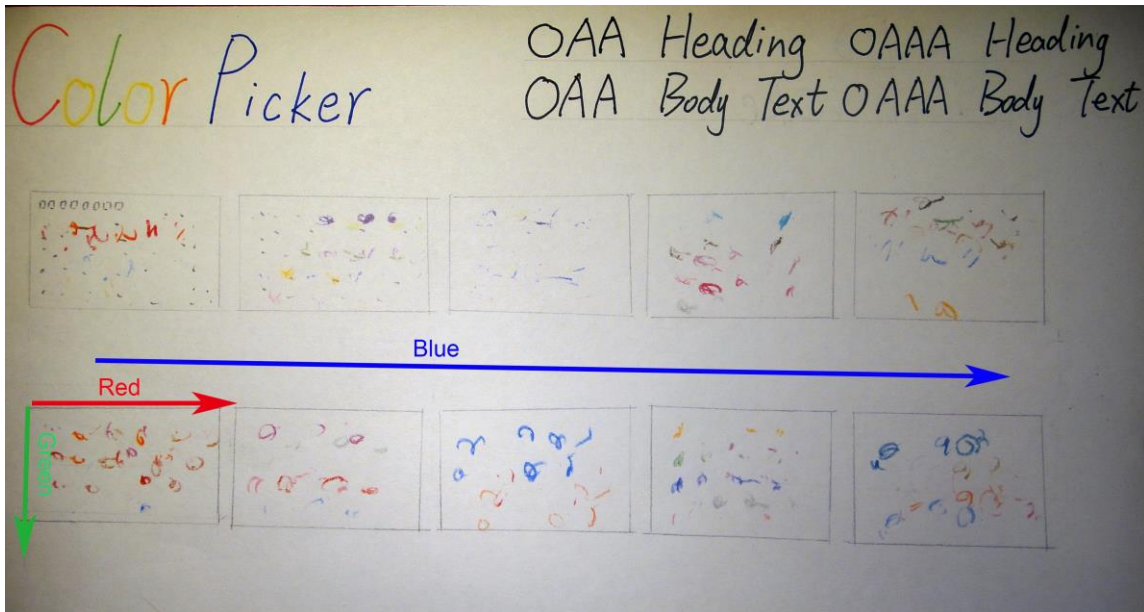 Color Picker
OAA Heading OAAA Heading
OAA Body Text OAAA Body Text
Blue
Red
Green